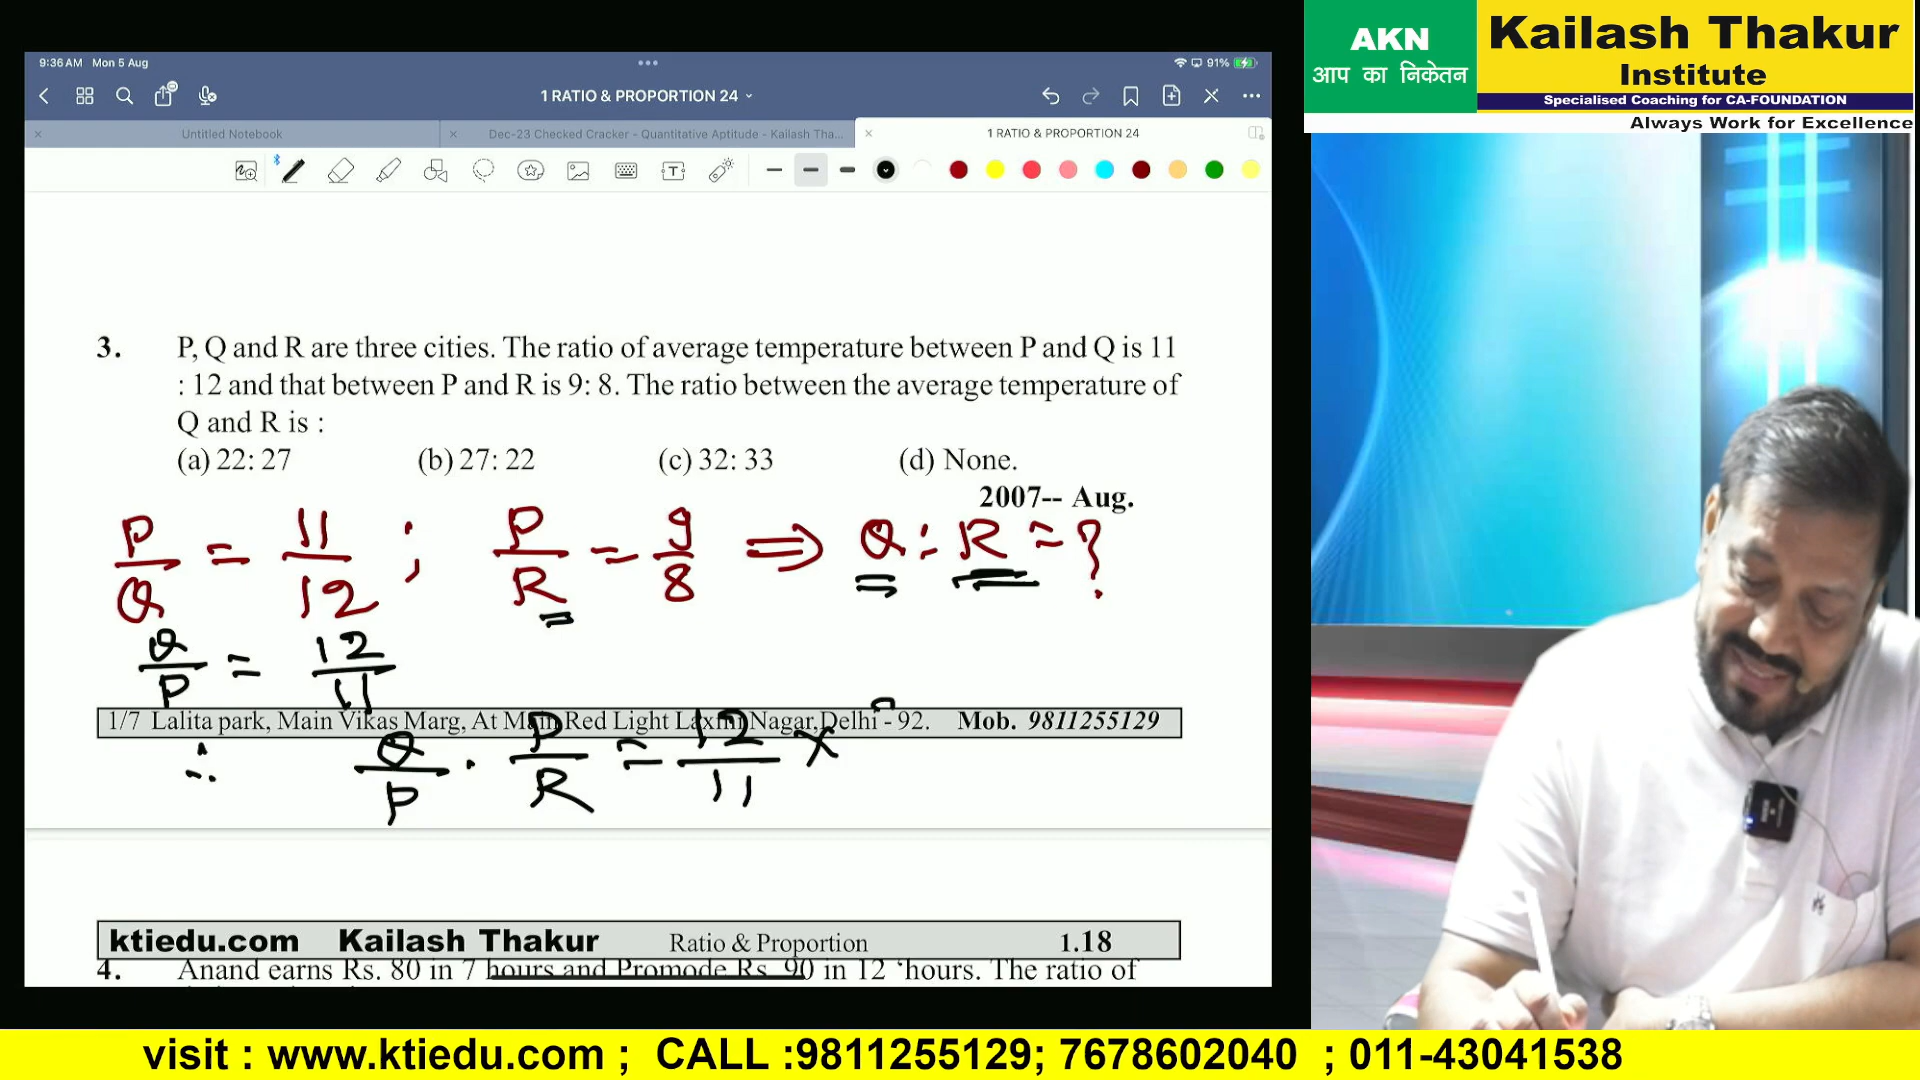 9:36 AM Mon 5 Aug
91%
1 RATIO & PROPORTION 24
Untitled Notebook
Dec-23 Checked Cracker - Quantitative Aptitude - Kailash Tha...
1 RATIO & PROPORTION 24
AKN
आप का निकेतन
Kailash Thakur
Institute
Specialised Coaching for CA-FOUNDATION
Always Work for Excellence
3. P, Q and R are three cities. The ratio of average temperature between P and Q is 11
: 12 and that between P and R is 9: 8. The ratio between the average temperature of
Q and R is :
(a) 22: 27 (b) 27: 22 (c) 32: 33 (d) None.
2007-- Aug.
P/Q = 11/12 ; P/R = 9/8 ⇒ Q : R = ?
Q/P = 12/11
1/7 Lalita park, Main Vikas Marg, At Main Red Light Laxmi Nagar, Delhi - 92. Mob. 9811255129
∴ Q/P · P/R = 12/11 ×
ktiedu.com Kailash Thakur Ratio & Proportion 1.18
4. Anand earns Rs. 80 in 7 hours and Promode Rs. 90 in 12 'hours. The ratio of
visit : www.ktiedu.com ; CALL :9811255129; 7678602040 ; 011-43041538